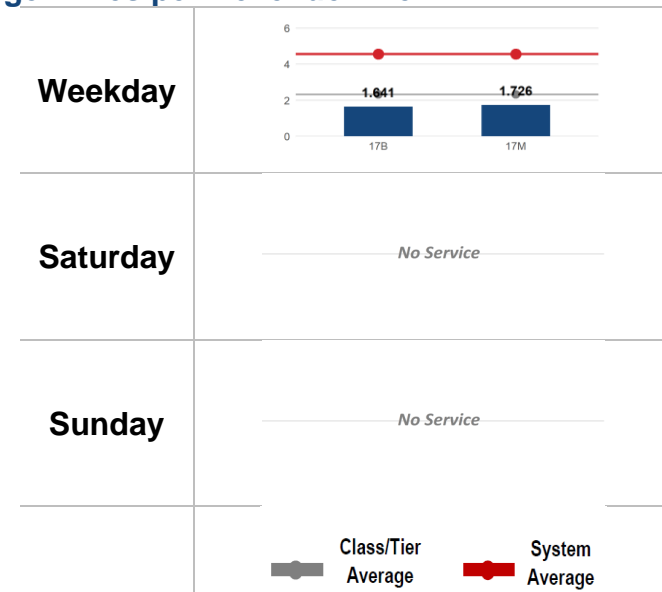 Weekday
6
4
2
0
1.641
1.726
17B
17M
Saturday
No Service
Sunday
No Service
Class/Tier
Average
System
Average